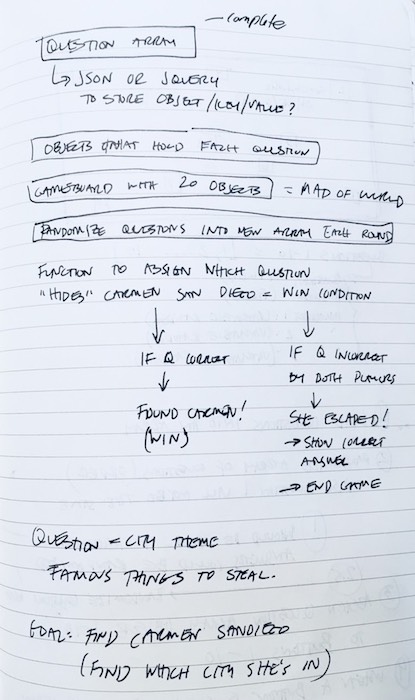 — complete
QUESTION ARRAY
↳ JSON OR JQUERY
TO STORE OBJECT/KEY/VALUE?
OBJECTS THAT HOLD EACH QUESTION
GAMEBOARD WITH 20 OBJECTS = MAP OF WORLD
RANDOMIZE QUESTIONS INTO NEW ARRAY EACH ROUND
FUNCTION TO ASSIGN WHICH QUESTION
"HIDES" CARMEN SAN DIEGO = WIN CONDITION
IF Q CORRECT
↓
FOUND CARMEN!
(WIN)
IF Q INCORRECT
BY BOTH PLAYERS
↓
SHE ESCAPED!
→ SHOW CORRECT
ANSWER
→ END GAME
QUESTION = CITY THEME
FAMOUS THINGS TO STEAL.
GOAL: FIND CARMEN SANDIEGO
(FIND WHICH CITY SHE'S IN)